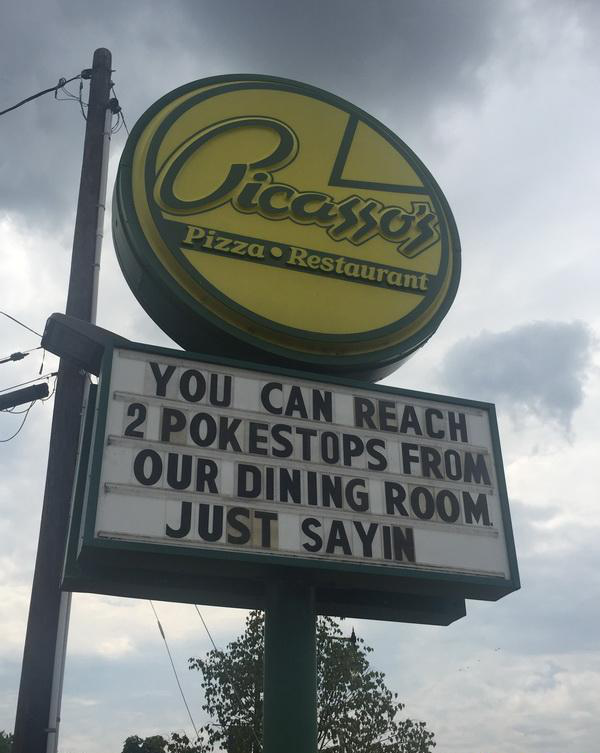 Picasso's
Pizza • Restaurant
YOU CAN REACH
2 POKESTOPS FROM
OUR DINING ROOM.
JUST SAYIN